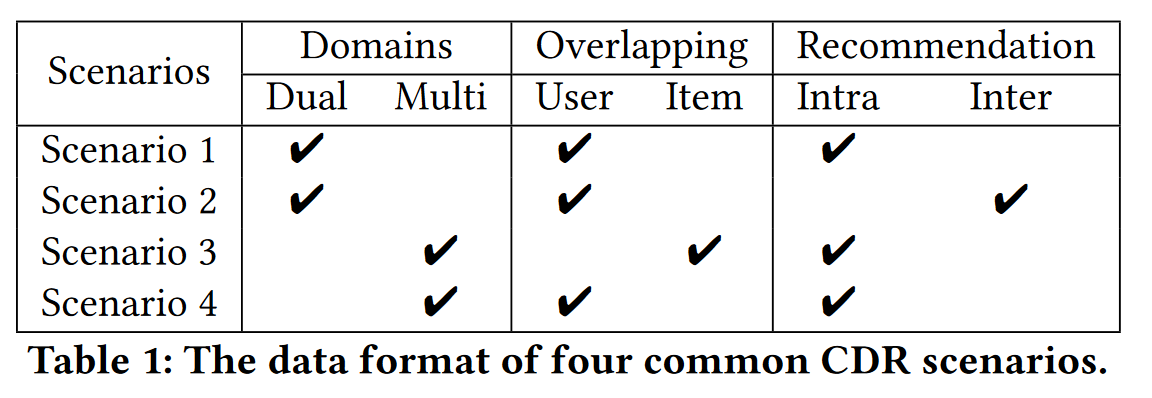 Scenarios Domains Overlapping Recommendation
Dual Multi User Item Intra Inter
Scenario 1 ✔ ✔ ✔
Scenario 2 ✔ ✔ ✔
Scenario 3 ✔ ✔ ✔
Scenario 4 ✔ ✔ ✔
Table 1: The data format of four common CDR scenarios.